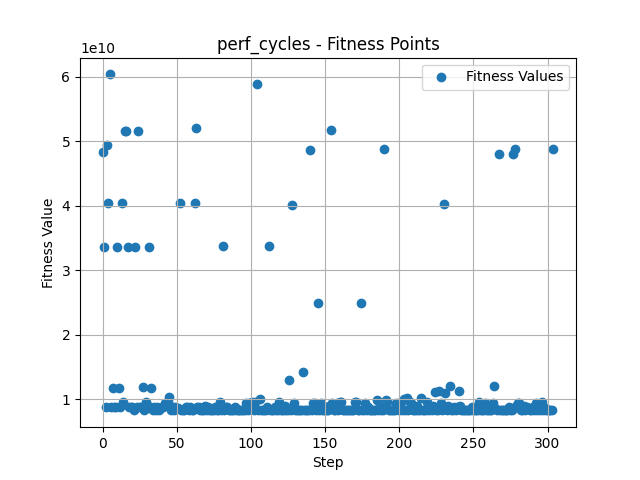 perf_cycles - Fitness Points
1e10
Fitness Values
6
5
4
3
2
1
Fitness Value
0 50 100 150 200 250 300
Step